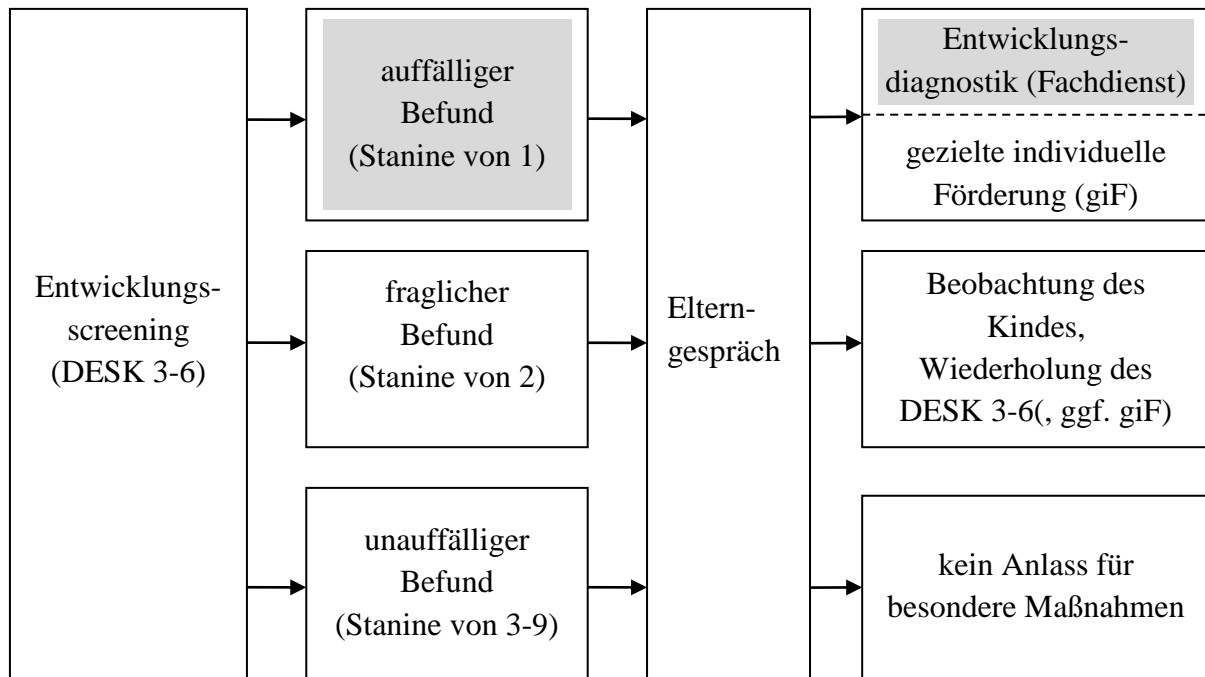 Entwicklungs-
screening
(DESK 3-6)
auffälliger
Befund
(Stanine von 1)
fraglicher
Befund
(Stanine von 2)
unauffälliger
Befund
(Stanine von 3-9)
Eltern-
gespräch
Entwicklungs-
diagnostik (Fachdienst)
gezielte individuelle
Förderung (giF)
Beobachtung des
Kindes,
Wiederholung des
DESK 3-6(, ggf. giF)
kein Anlass für
besondere Maßnahmen